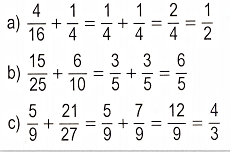 a) 4/16 + 1/4 = 1/4 + 1/4 = 2/4 = 1/2
b) 15/25 + 6/10 = 3/5 + 3/5 = 6/5
c) 5/9 + 21/27 = 5/9 + 7/9 = 12/9 = 4/3